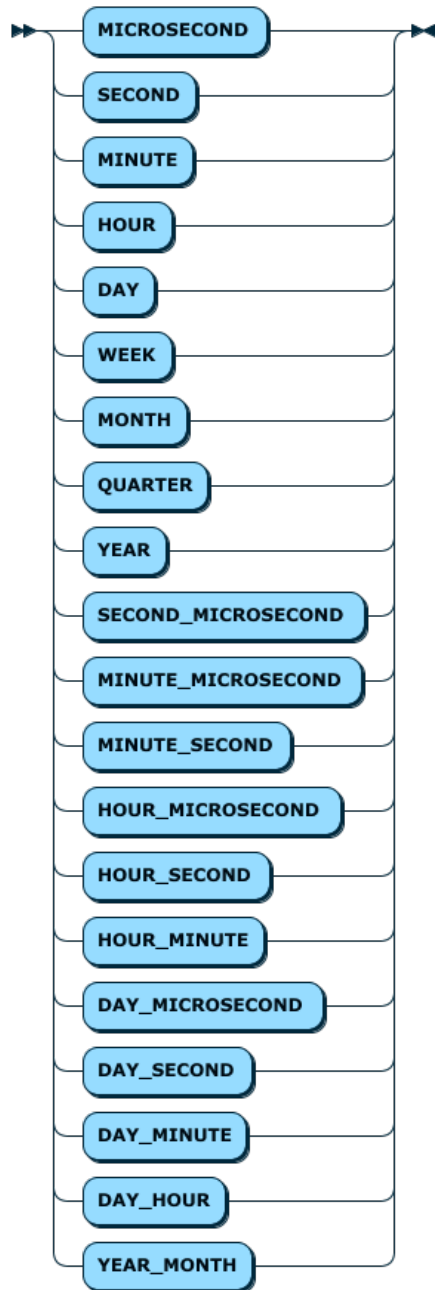 MICROSECOND
SECOND
MINUTE
HOUR
DAY
WEEK
MONTH
QUARTER
YEAR
SECOND_MICROSECOND
MINUTE_MICROSECOND
MINUTE_SECOND
HOUR_MICROSECOND
HOUR_SECOND
HOUR_MINUTE
DAY_MICROSECOND
DAY_SECOND
DAY_MINUTE
DAY_HOUR
YEAR_MONTH